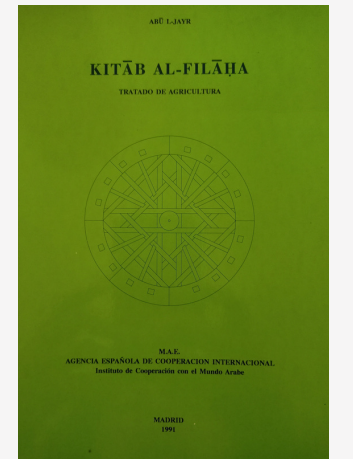 ABŪ L-JAYR
KITĀB AL-FILĀḤA
TRATADO DE AGRICULTURA
M.A.E.
AGENCIA ESPAÑOLA DE COOPERACION INTERNACIONAL
Instituto de Cooperación con el Mundo Arabe
MADRID
1991